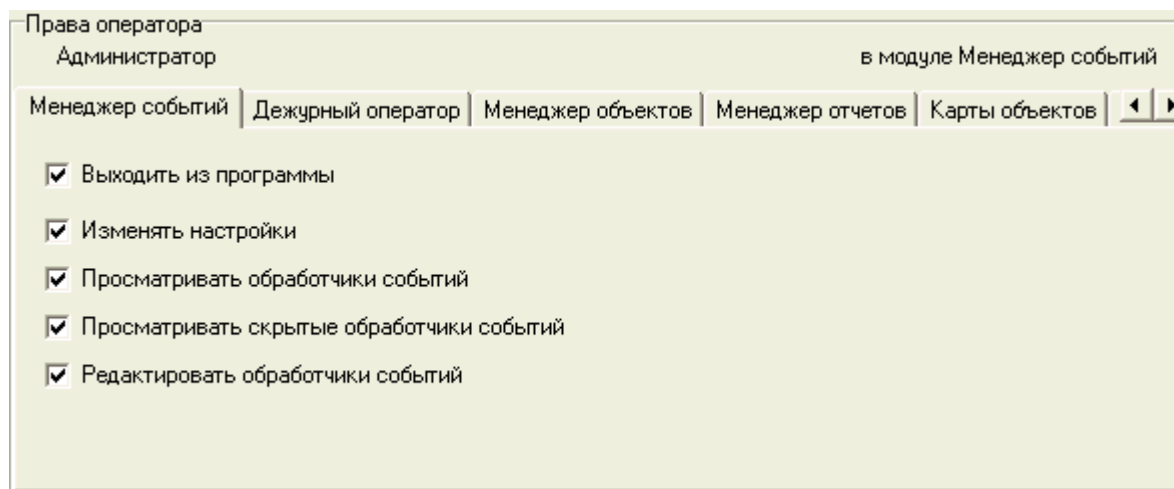 Права оператора
Администратор в модуле Менеджер событий
Менеджер событий Дежурный оператор Менеджер объектов Менеджер отчетов Карты объектов
Выходить из программы
Изменять настройки
Просматривать обработчики событий
Просматривать скрытые обработчики событий
Редактировать обработчики событий